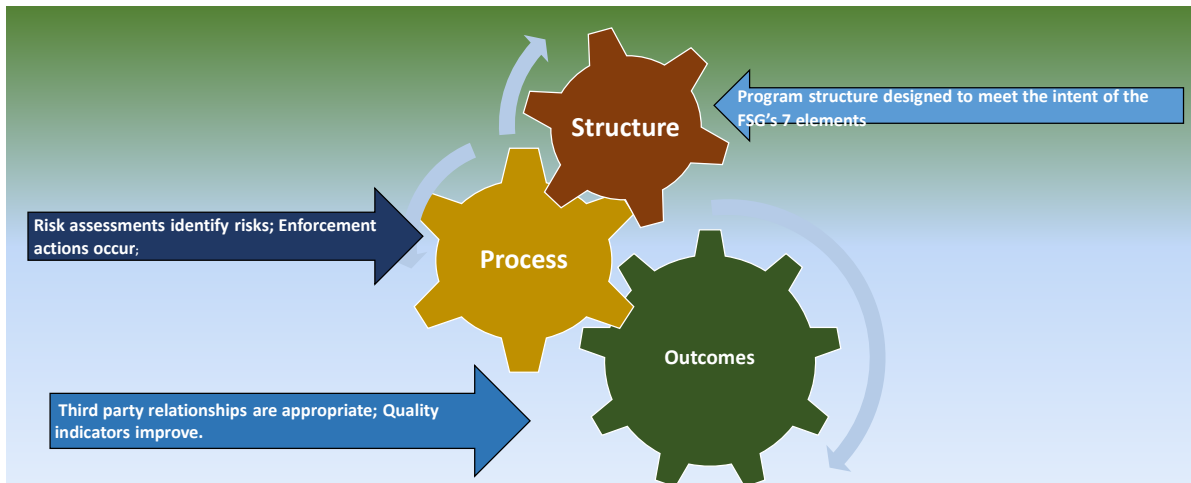 Structure
Program structure designed to meet the intent of the
FSG's 7 elements
Risk assessments identify risks; Enforcement
actions occur;
Process
Outcomes
Third party relationships are appropriate; Quality
indicators improve.